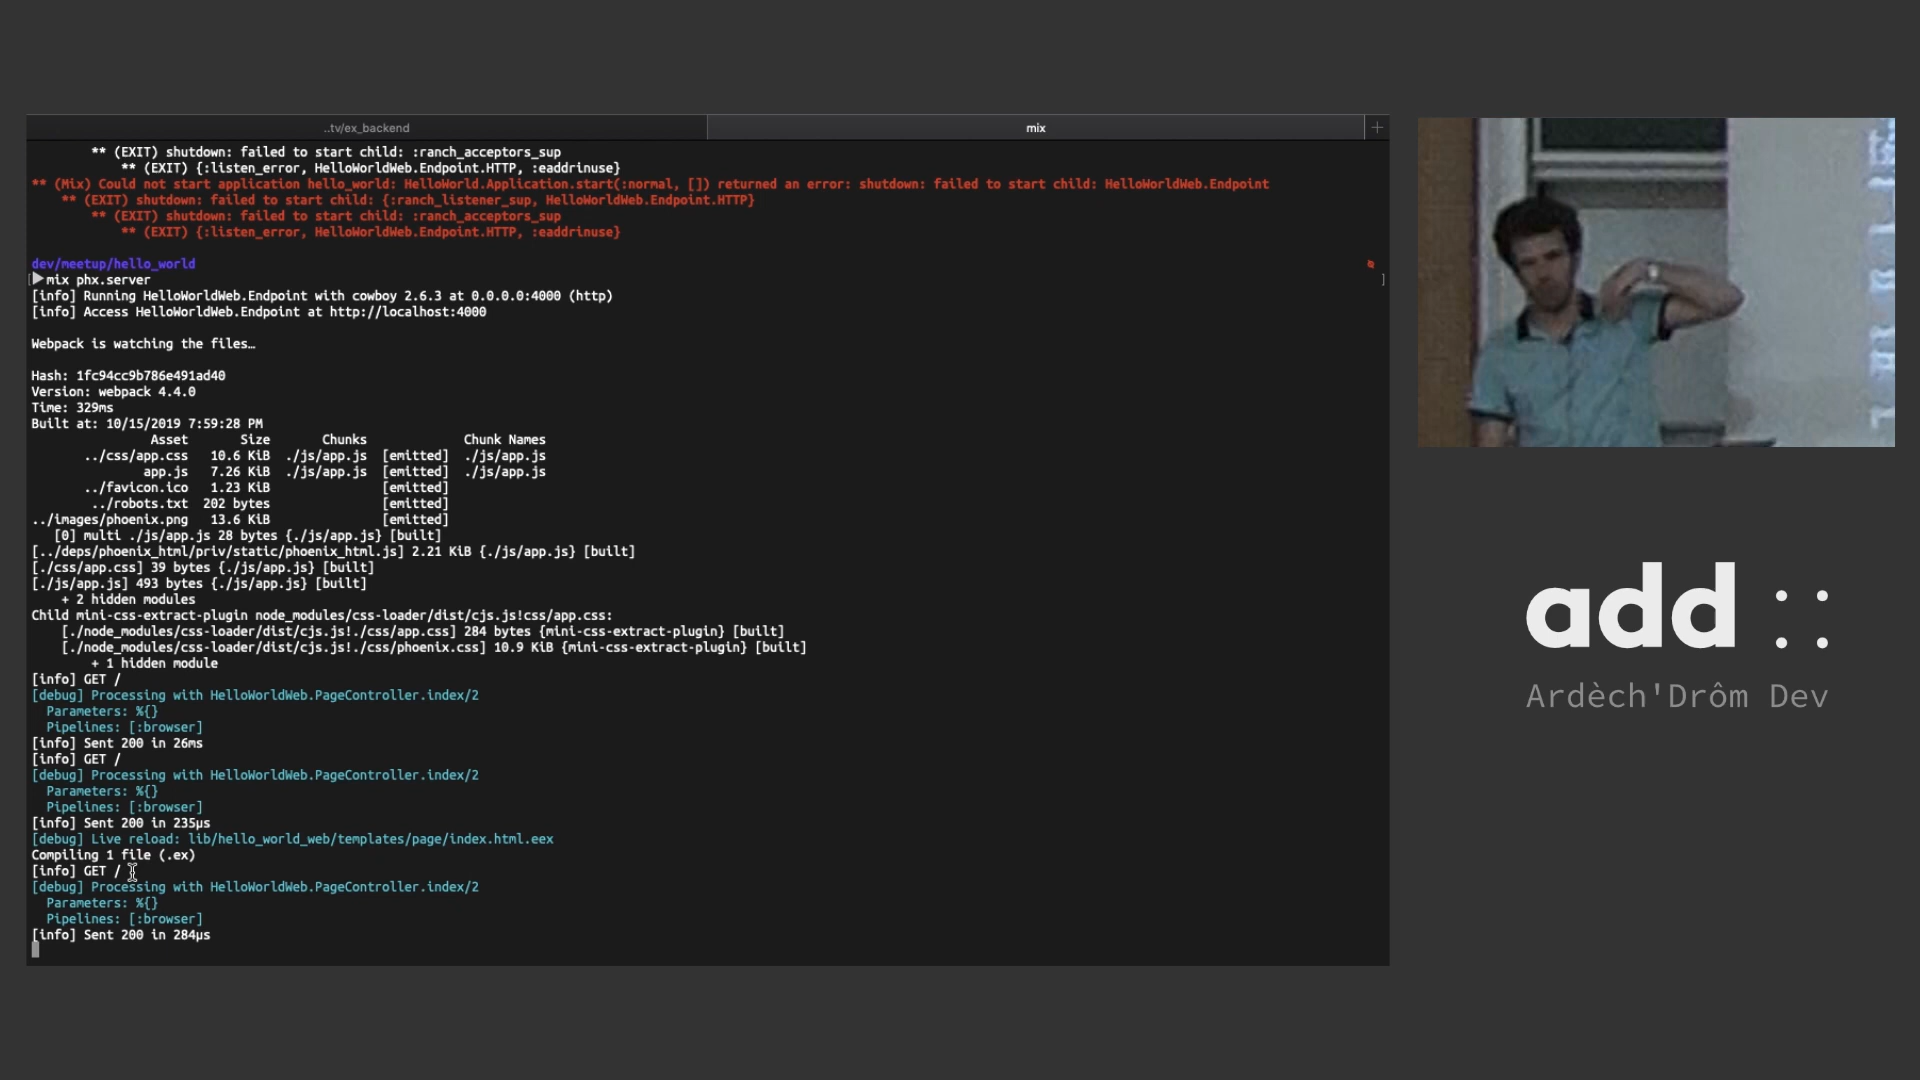 ..tv/ex_backend
mix
** (EXIT) shutdown: failed to start child: :ranch_acceptors_sup
** (EXIT) {:listen_error, HelloWorldWeb.Endpoint.HTTP, :eaddrinuse}
** (Mix) Could not start application hello_world: HelloWorld.Application.start(:normal, []) returned an error: shutdown: failed to start child: HelloWorldWeb.Endpoint
** (EXIT) shutdown: failed to start child: {:ranch_listener_sup, HelloWorldWeb.Endpoint.HTTP}
** (EXIT) shutdown: failed to start child: :ranch_acceptors_sup
** (EXIT) {:listen_error, HelloWorldWeb.Endpoint.HTTP, :eaddrinuse}
dev/meetup/hello_world
mix phx.server
[info] Running HelloWorldWeb.Endpoint with cowboy 2.6.3 at 0.0.0.0:4000 (http)
[info] Access HelloWorldWeb.Endpoint at http://localhost:4000
Webpack is watching the files…
Hash: 1fc94cc9b786e491ad40
Version: webpack 4.4.0
Time: 329ms
Built at: 10/15/2019 7:59:28 PM
Asset Size Chunks Chunk Names
../css/app.css 10.6 KiB ./js/app.js [emitted] ./js/app.js
app.js 7.26 KiB ./js/app.js [emitted] ./js/app.js
../favicon.ico 1.23 KiB [emitted]
../robots.txt 202 bytes [emitted]
../images/phoenix.png 13.6 KiB [emitted]
[0] multi ./js/app.js 28 bytes {./js/app.js} [built]
[../deps/phoenix_html/priv/static/phoenix_html.js] 2.21 KiB {./js/app.js} [built]
[./css/app.css] 39 bytes {./js/app.js} [built]
[./js/app.js] 493 bytes {./js/app.js} [built]
+ 2 hidden modules
Child mini-css-extract-plugin node_modules/css-loader/dist/cjs.js!css/app.css:
[./node_modules/css-loader/dist/cjs.js!./css/app.css] 284 bytes {mini-css-extract-plugin} [built]
[./node_modules/css-loader/dist/cjs.js!./css/phoenix.css] 10.9 KiB {mini-css-extract-plugin} [built]
+ 1 hidden module
[info] GET /
[debug] Processing with HelloWorldWeb.PageController.index/2
Parameters: %{}
Pipelines: [:browser]
[info] Sent 200 in 26ms
[info] GET /
[debug] Processing with HelloWorldWeb.PageController.index/2
Parameters: %{}
Pipelines: [:browser]
[info] Sent 200 in 235µs
[debug] Live reload: lib/hello_world_web/templates/page/index.html.eex
Compiling 1 file (.ex)
[info] GET /
[debug] Processing with HelloWorldWeb.PageController.index/2
Parameters: %{}
Pipelines: [:browser]
[info] Sent 200 in 284µs
add ::
Ardèch'Drôm Dev